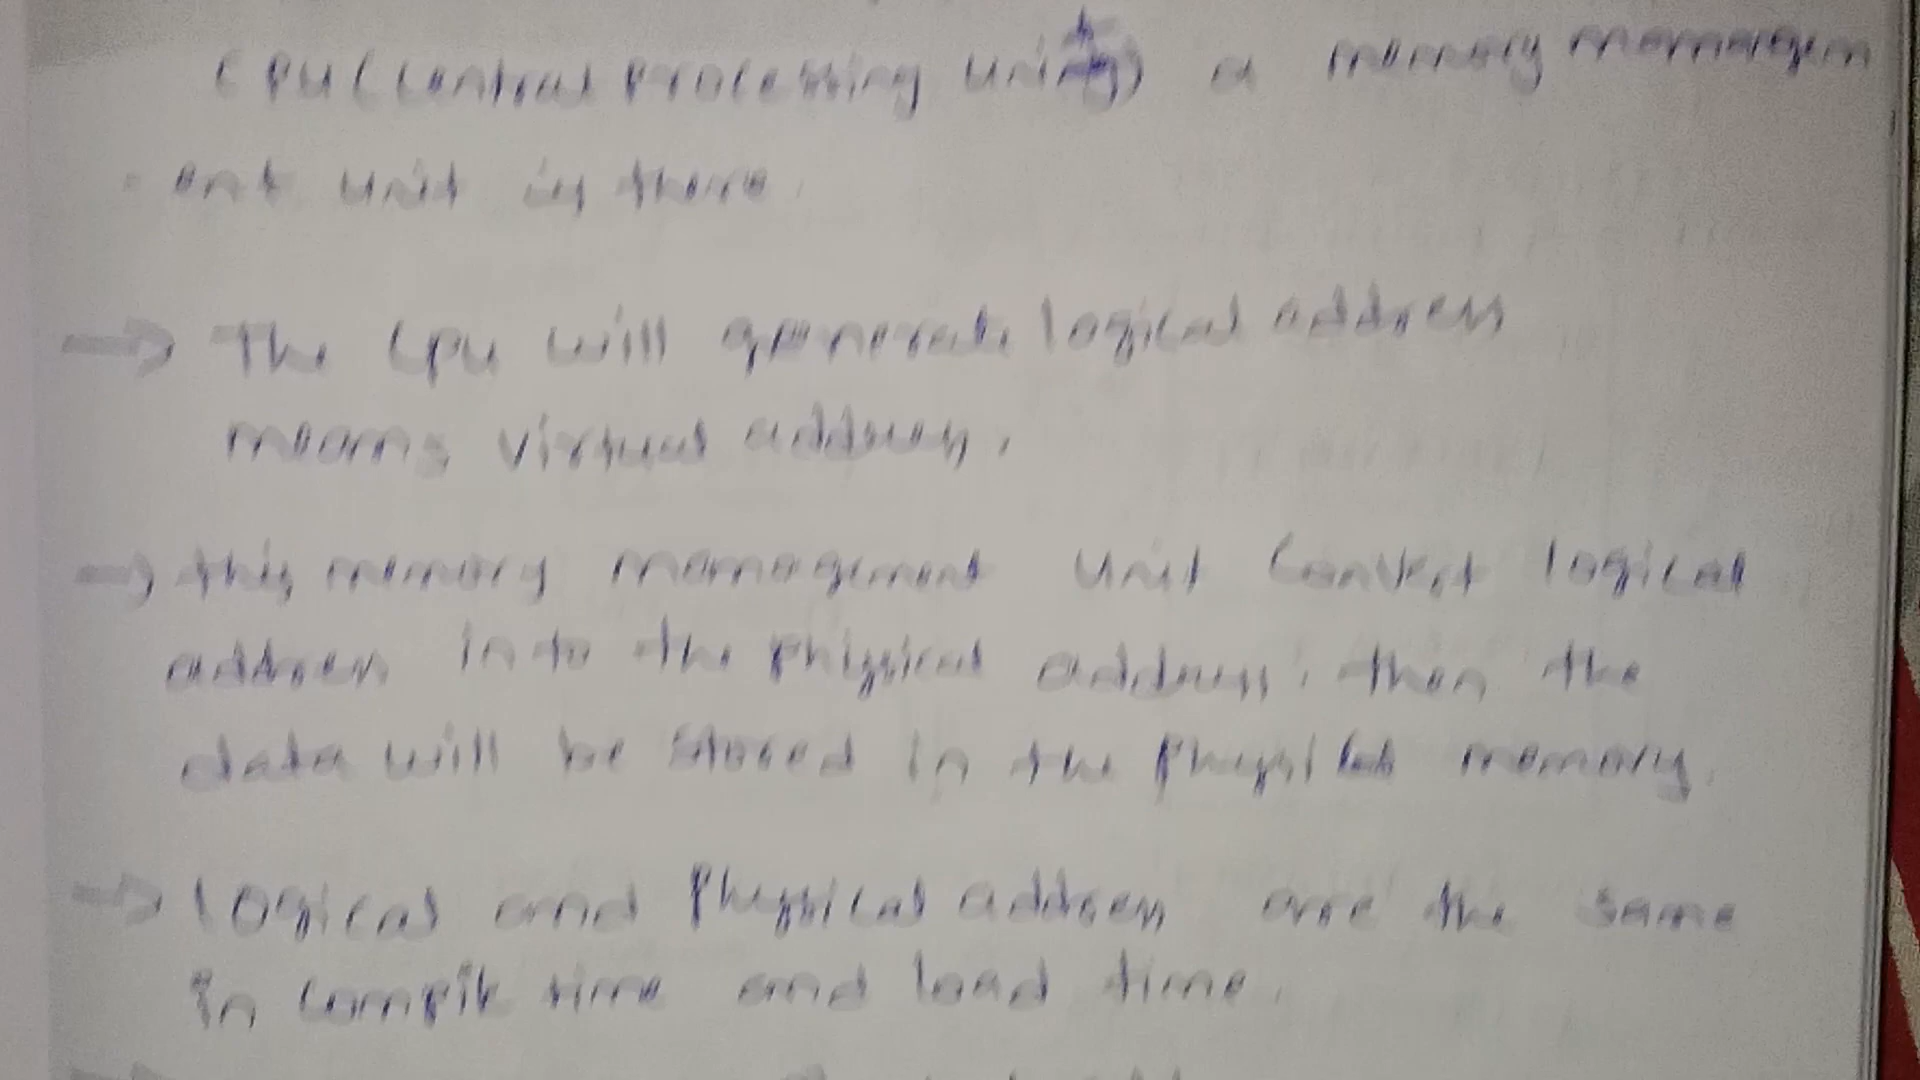 CPU (Central Processing Unit) a memory managem
- ent unit is there.
→ The CPU will generate logical address
means virtual address.
→ this memory management unit convert logical
address into the phiysical address. then the
data will be stored in the Physical memory.
→ Logical and Physical address are the same
in compile time and load time.